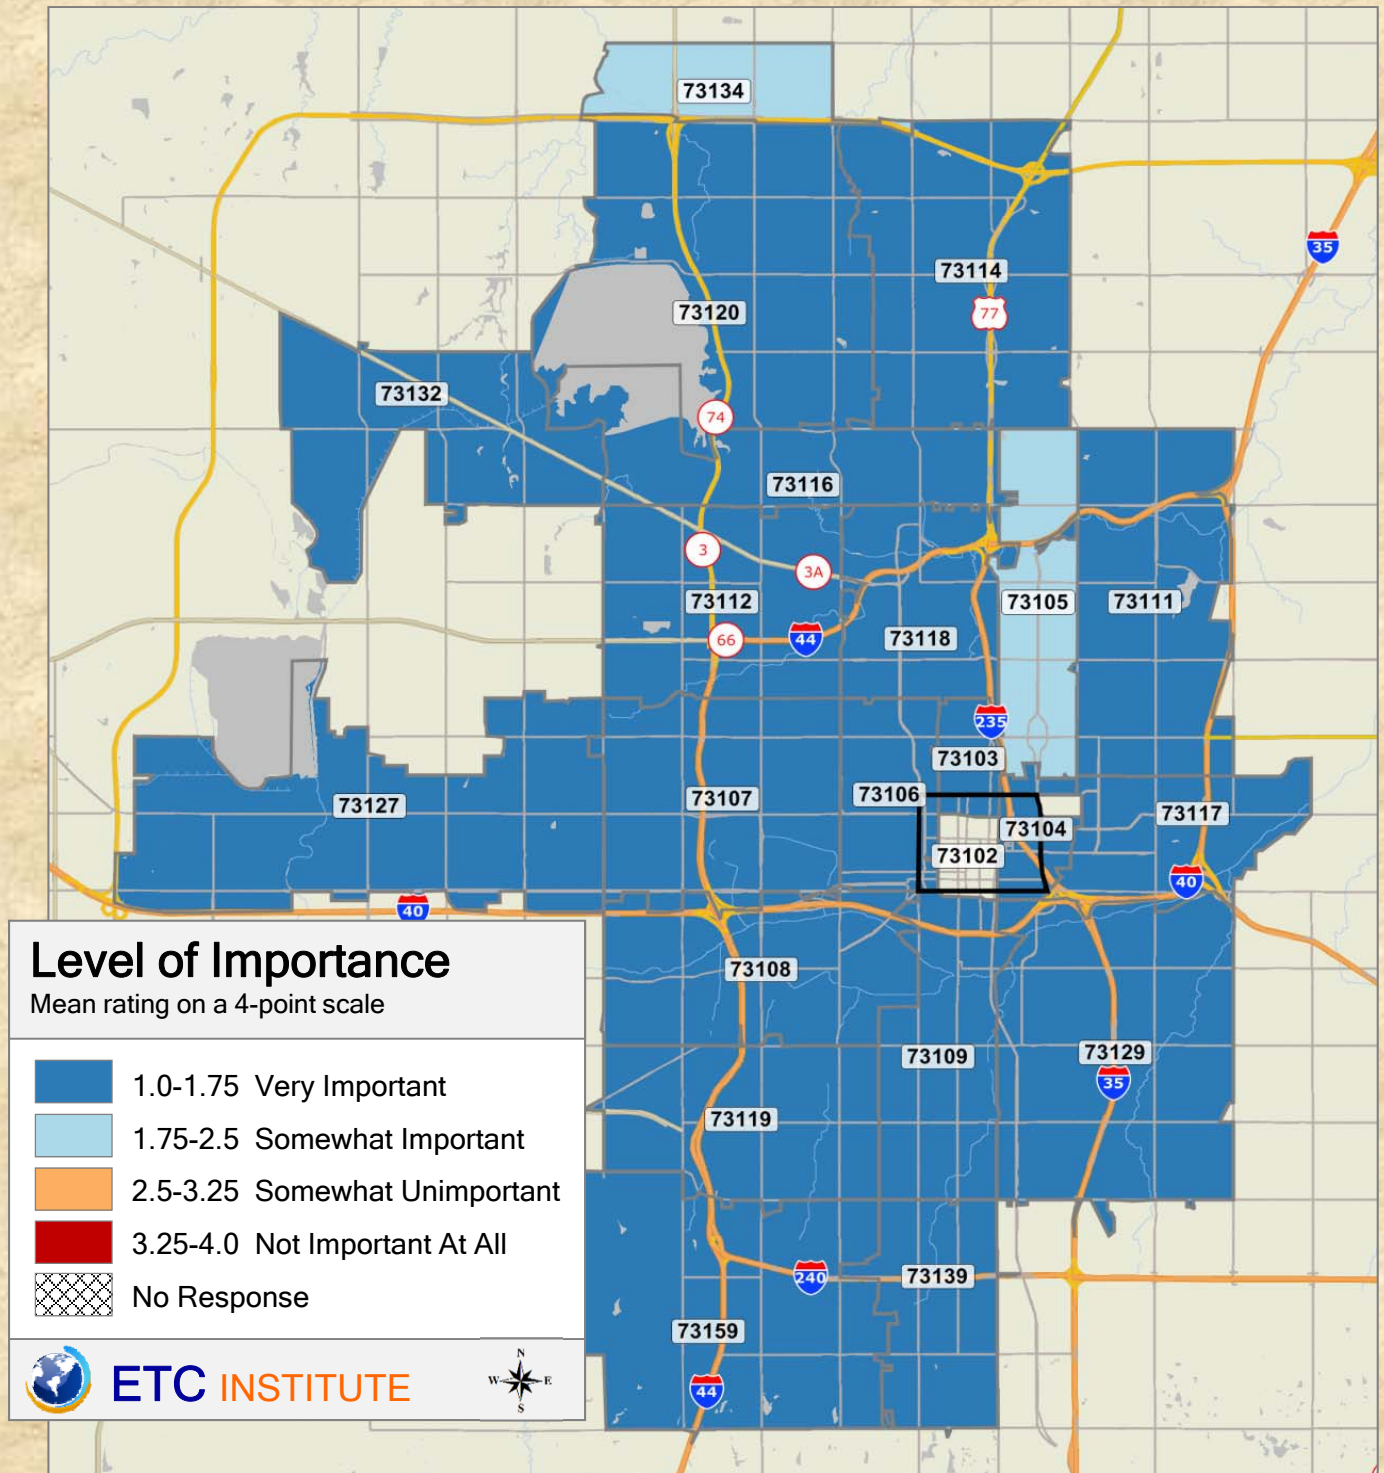 73134
35
73114
77
73120
73132
74
73116
3
3A
73112
73105
73111
66
44
73118
235
73103
73106
73107
73127
73117
73104
73102
40
40
Level of Importance
Mean rating on a 4-point scale
1.0-1.75 Very Important
1.75-2.5 Somewhat Important
2.5-3.25 Somewhat Unimportant
3.25-4.0 Not Important At All
No Response
ETC INSTITUTE
N
W E
S
73108
73109
73129
35
73119
240
73139
73159
44